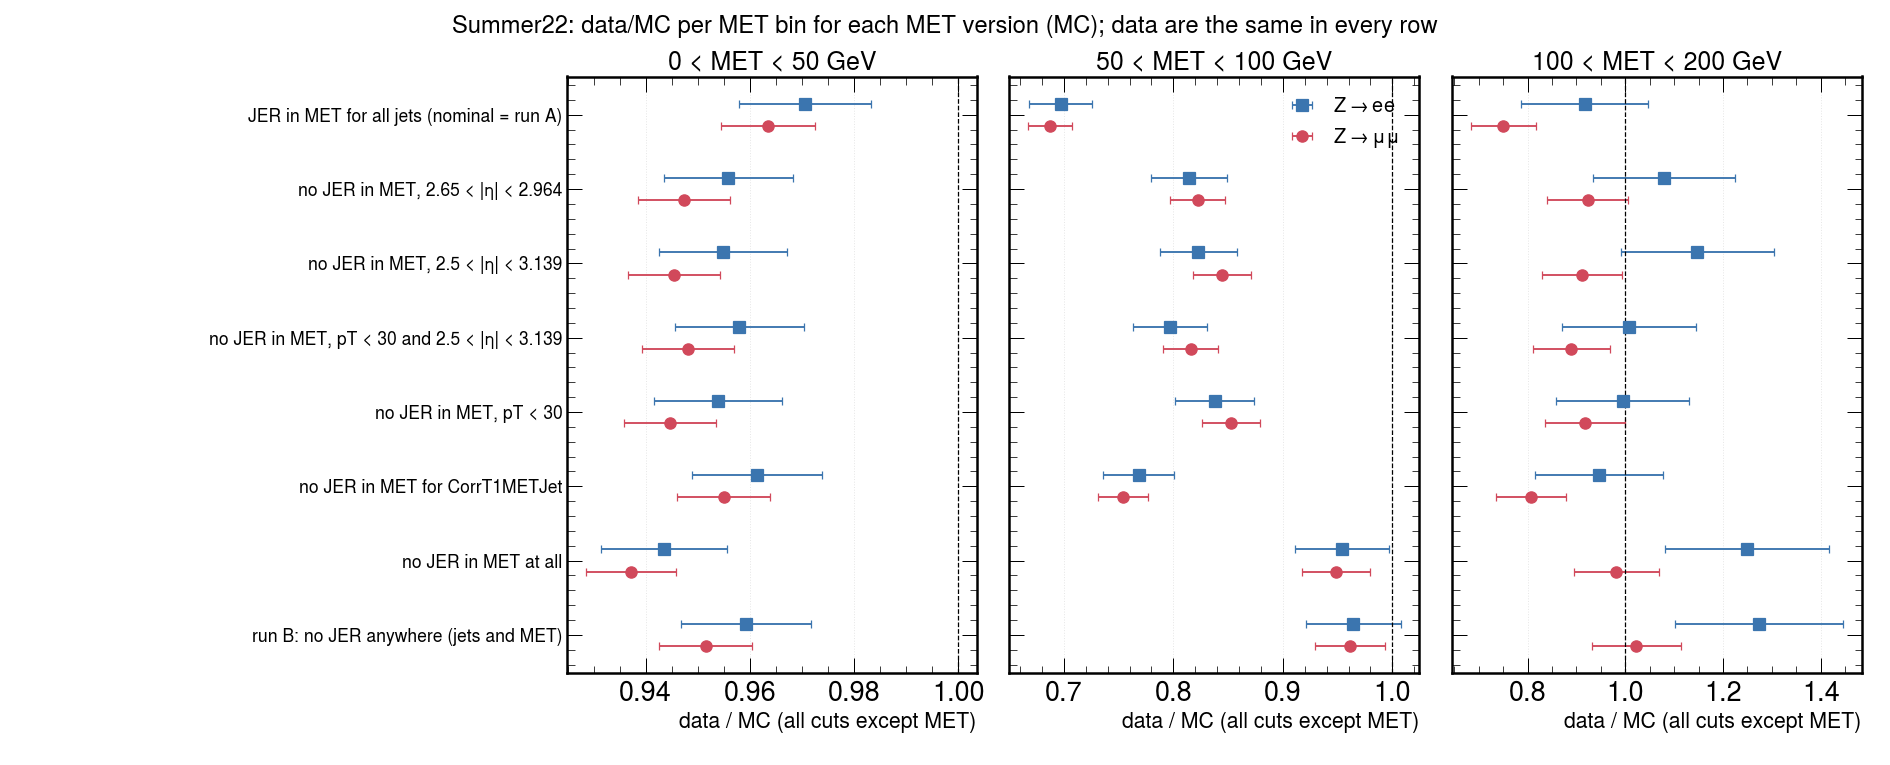 Summer22: data/MC per MET bin for each MET version (MC); data are the same in every row
0 < MET < 50 GeV
50 < MET < 100 GeV
100 < MET < 200 GeV
JER in MET for all jets (nominal = run A)
no JER in MET, 2.65 < |η| < 2.964
no JER in MET, 2.5 < |η| < 3.139
no JER in MET, pT < 30 and 2.5 < |η| < 3.139
no JER in MET, pT < 30
no JER in MET for CorrT1METJet
no JER in MET at all
run B: no JER anywhere (jets and MET)
Z→ee
Z→μμ
0.94 0.96 0.98 1.00
0.7 0.8 0.9 1.0
0.8 1.0 1.2 1.4
data / MC (all cuts except MET)
data / MC (all cuts except MET)
data / MC (all cuts except MET)